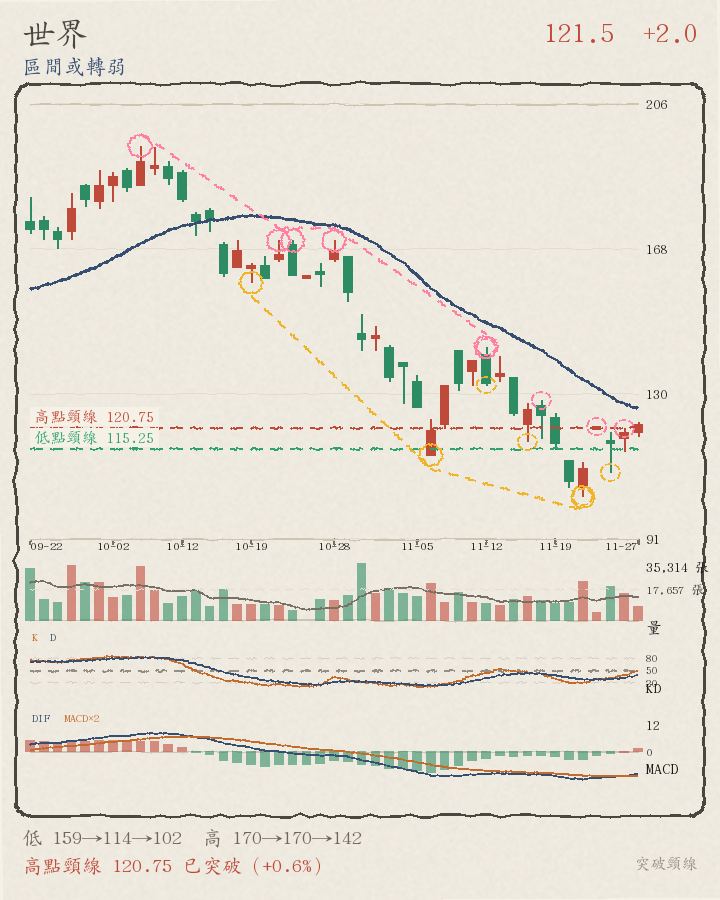 世界
121.5 +2.0
區間或轉弱
206
168
130
高點頸線 120.75
低點頸線 115.25
91
09-22 10-02 10-12 10-19 10-28 11-05 11-12 11-19 11-27
35,314 張
17,657 張
量
K D
80
50
20
KD
DIF MACD×2
12
0
MACD
低 159→114→102 高 170→170→142
高點頸線 120.75 已突破 (+0.6%)
突破頸線